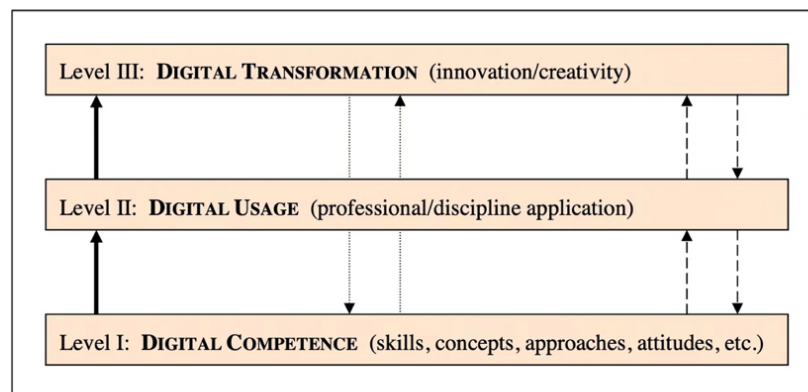 Level III: DIGITAL TRANSFORMATION (innovation/creativity)
Level II: DIGITAL USAGE (professional/discipline application)
Level I: DIGITAL COMPETENCE (skills, concepts, approaches, attitudes, etc.)